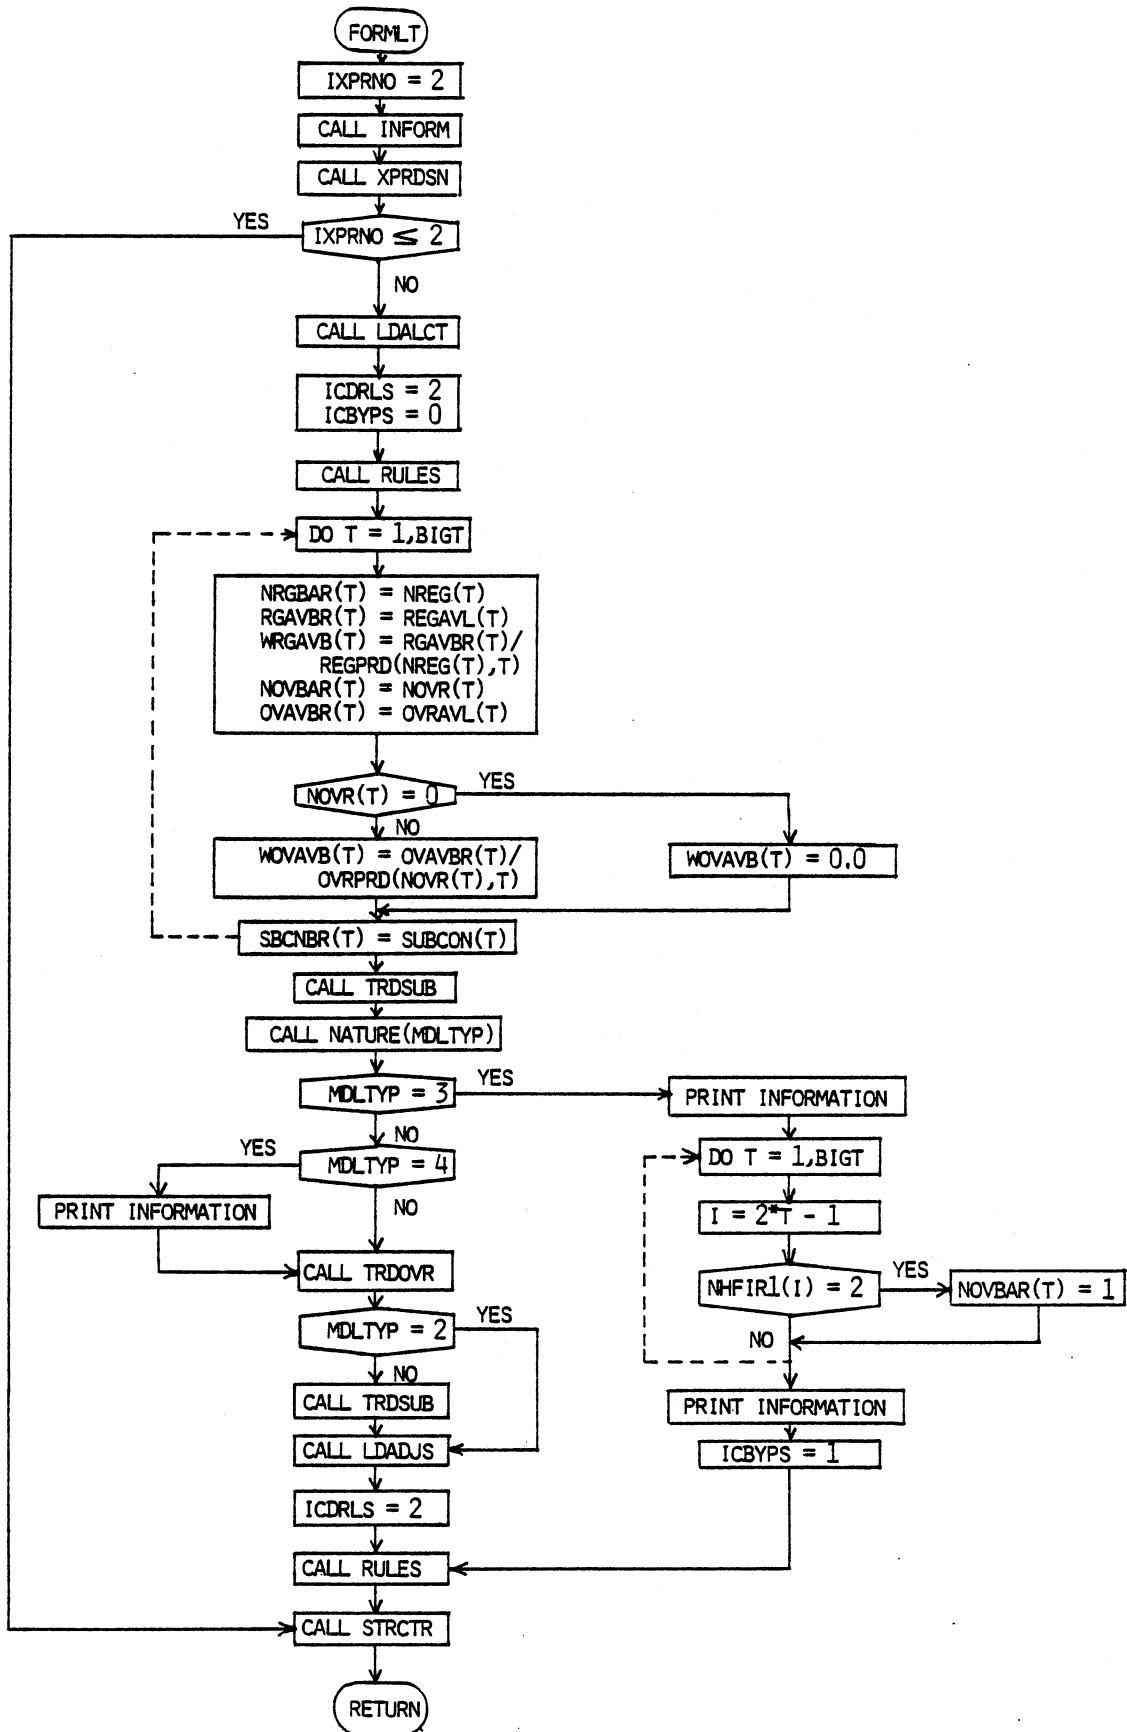 FORMLT
IXPRNO = 2
CALL INFORM
CALL XPRDSN
YES
IXPRNO ≤ 2
NO
CALL LDALCT
ICDRLS = 2
ICBYPS = 0
CALL RULES
DO T = 1,BIGT
NRGBAR(T) = NREG(T)
RGAVBR(T) = REGAVL(T)
WRGAVB(T) = RGAVBR(T)/
REGPRD(NREG(T),T)
NOVBAR(T) = NOVR(T)
OVAVBR(T) = OVRAVL(T)
NOVR(T) = 0
YES
NO
WOVAVB(T) = OVAVBR(T)/
OVRPRD(NOVR(T),T)
WOVAVB(T) = 0.0
SBCNBR(T) = SUBCON(T)
CALL TRDSUB
CALL NATURE(MDLTYP)
MDLTYP = 3
YES
PRINT INFORMATION
NO
YES
MDLTYP = 4
DO T = 1,BIGT
PRINT INFORMATION
NO
I = 2*T - 1
CALL TRDOVR
NHFIR1(I) = 2
YES
NOVBAR(T) = 1
MDLTYP = 2
YES
NO
NO
CALL TRDSUB
PRINT INFORMATION
CALL LDADJS
ICBYPS = 1
ICDRLS = 2
CALL RULES
CALL STRCTR
RETURN